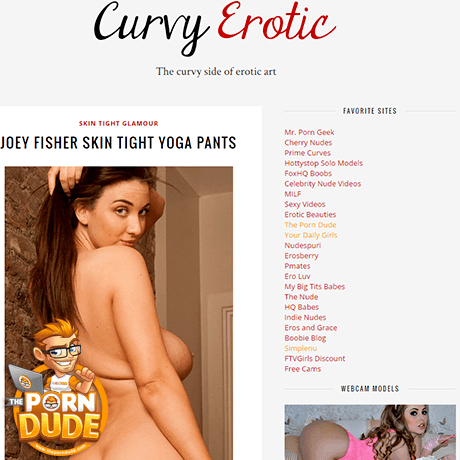 Curvy Erotic
The curvy side of erotic art
SKIN TIGHT GLAMOUR
JOEY FISHER SKIN TIGHT YOGA PANTS
THE
PORN
DUDE
FAVORITE SITES
Mr. Porn Geek
Cherry Nudes
Prime Curves
Hottystop Solo Models
FoxHQ Boobs
Celebrity Nude Videos
MILF
Sexy Videos
Erotic Beauties
The Porn Dude
Your Daily Girls
Nudespuri
Erosberry
Pmates
Ero Luv
My Big Tits Babes
The Nude
HQ Babes
Indie Nudes
Eros and Grace
Boobie Blog
Simplenu
FTVGirls Discount
Free Cams
WEBCAM MODELS